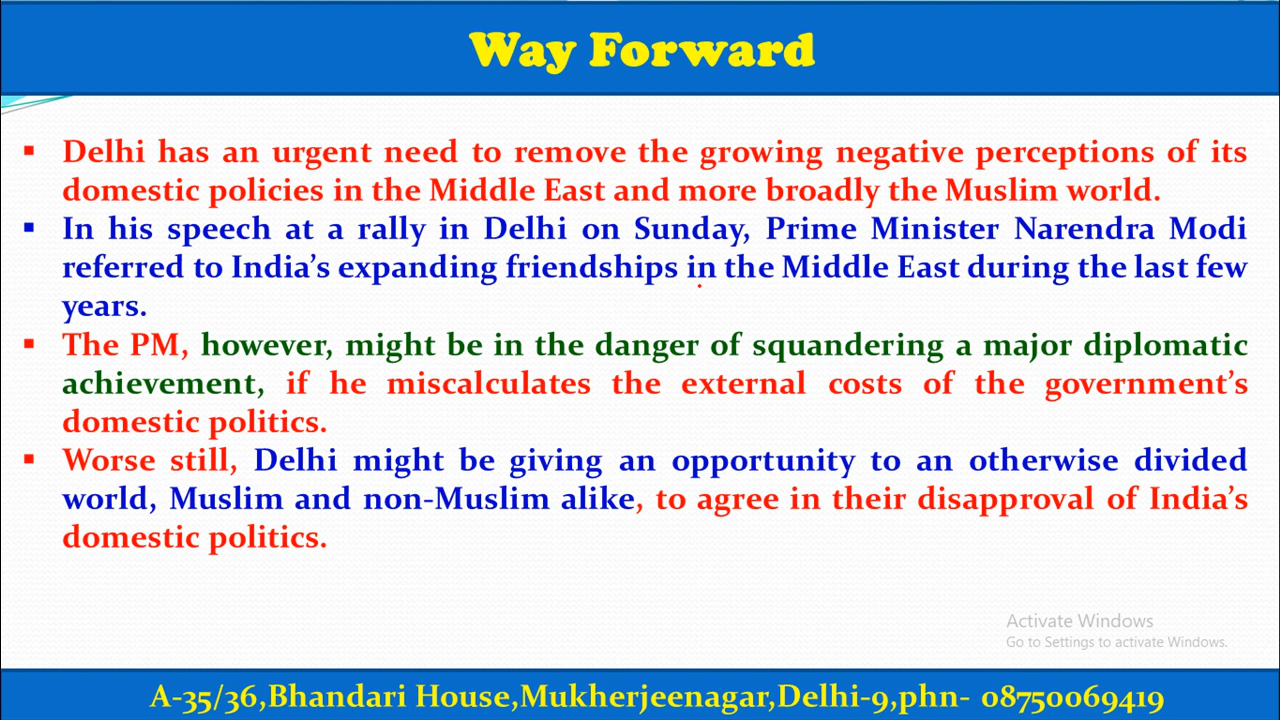 Way Forward
Delhi has an urgent need to remove the growing negative perceptions of its
domestic policies in the Middle East and more broadly the Muslim world.
In his speech at a rally in Delhi on Sunday, Prime Minister Narendra Modi
referred to India's expanding friendships in the Middle East during the last few
years.
The PM, however, might be in the danger of squandering a major diplomatic
achievement, if he miscalculates the external costs of the government's
domestic politics.
Worse still, Delhi might be giving an opportunity to an otherwise divided
world, Muslim and non-Muslim alike, to agree in their disapproval of India's
domestic politics.
Activate Windows
Go to Settings to activate Windows.
A-35/36,Bhandari House,Mukherjeenagar,Delhi-9,phn- 08750069419